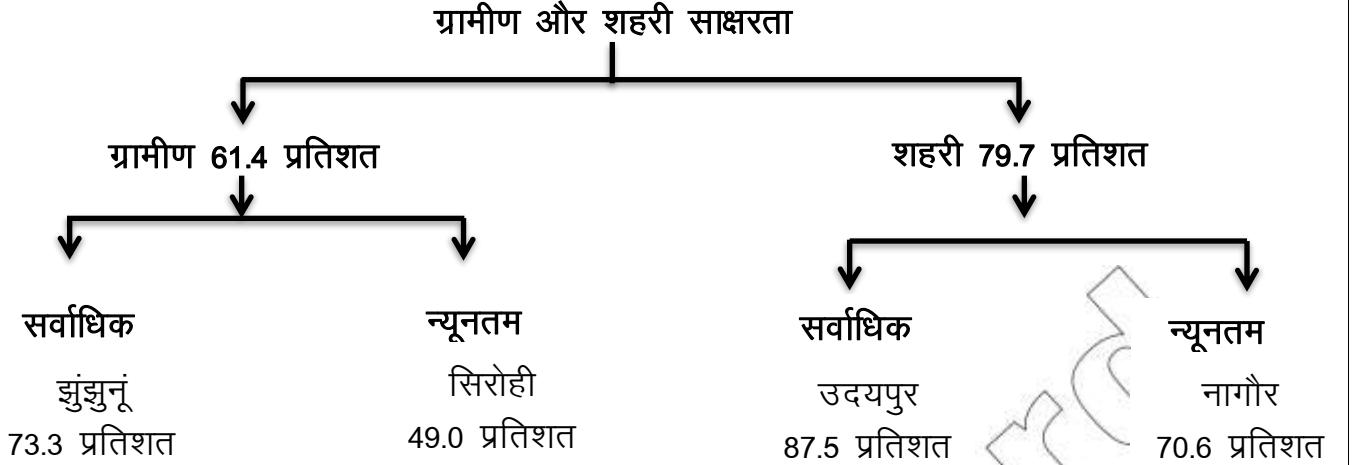 ग्रामीण और शहरी साक्षरता
ग्रामीण 61.4 प्रतिशत
शहरी 79.7 प्रतिशत
सर्वाधिक
न्यूनतम
सर्वाधिक
न्यूनतम
झुंझुनूं
सिरोही
उदयपुर
नागौर
73.3 प्रतिशत
49.0 प्रतिशत
87.5 प्रतिशत
70.6 प्रतिशत